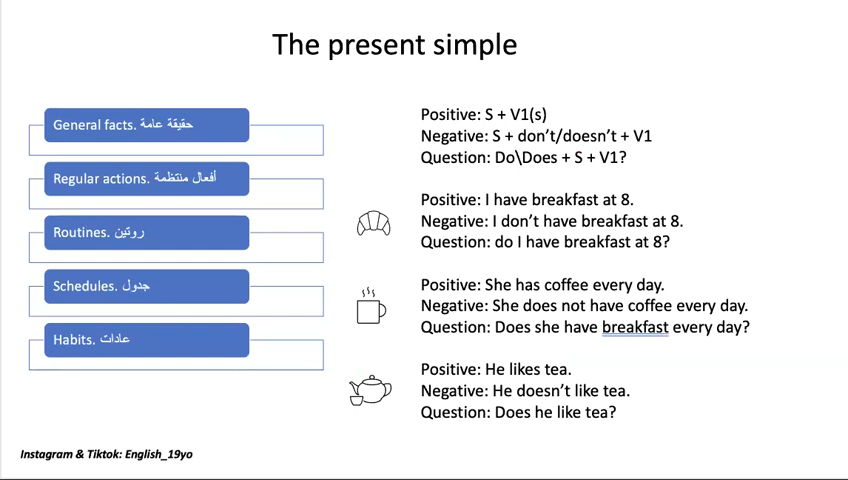 The present simple
General facts. حقيقة عامة
Regular actions. أفعال منتظمة
Routines. روتين
Schedules. جدول
Habits. عادات
Positive: S + V1(s)
Negative: S + don’t/doesn’t + V1
Question: Do\Does + S + V1?
Positive: I have breakfast at 8.
Negative: I don’t have breakfast at 8.
Question: do I have breakfast at 8?
Positive: She has coffee every day.
Negative: She does not have coffee every day.
Question: Does she have breakfast every day?
Positive: He likes tea.
Negative: He doesn’t like tea.
Question: Does he like tea?
Instagram & Tiktok: English_19yo